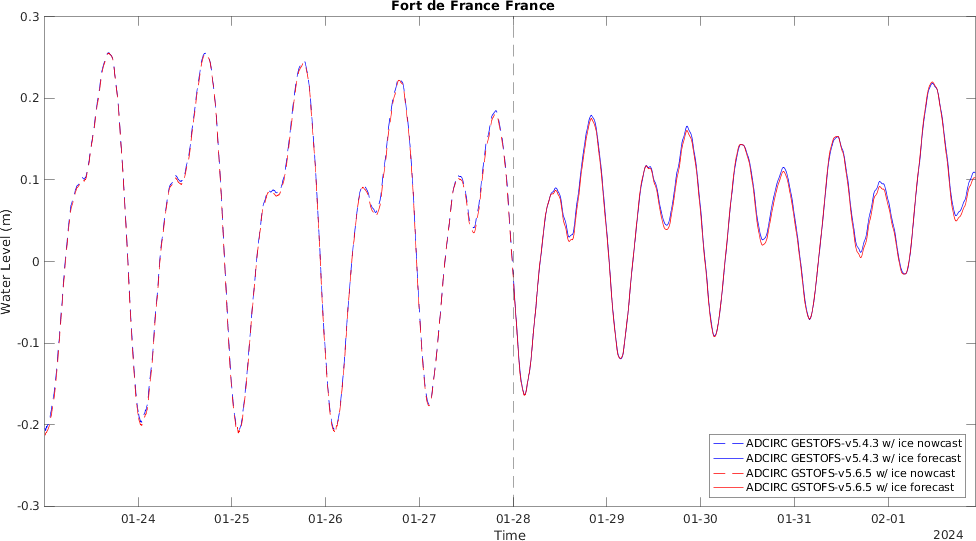 Fort de France France
0.3
0.2
0.1
0
-0.1
-0.2
-0.3
Water Level (m)
01-24 01-25 01-26 01-27 01-28 01-29 01-30 01-31 02-01
Time
2024
ADCIRC GESTOFS-v5.4.3 w/ ice nowcast
ADCIRC GESTOFS-v5.4.3 w/ ice forecast
ADCIRC GSTOFS-v5.6.5 w/ ice nowcast
ADCIRC GSTOFS-v5.6.5 w/ ice forecast